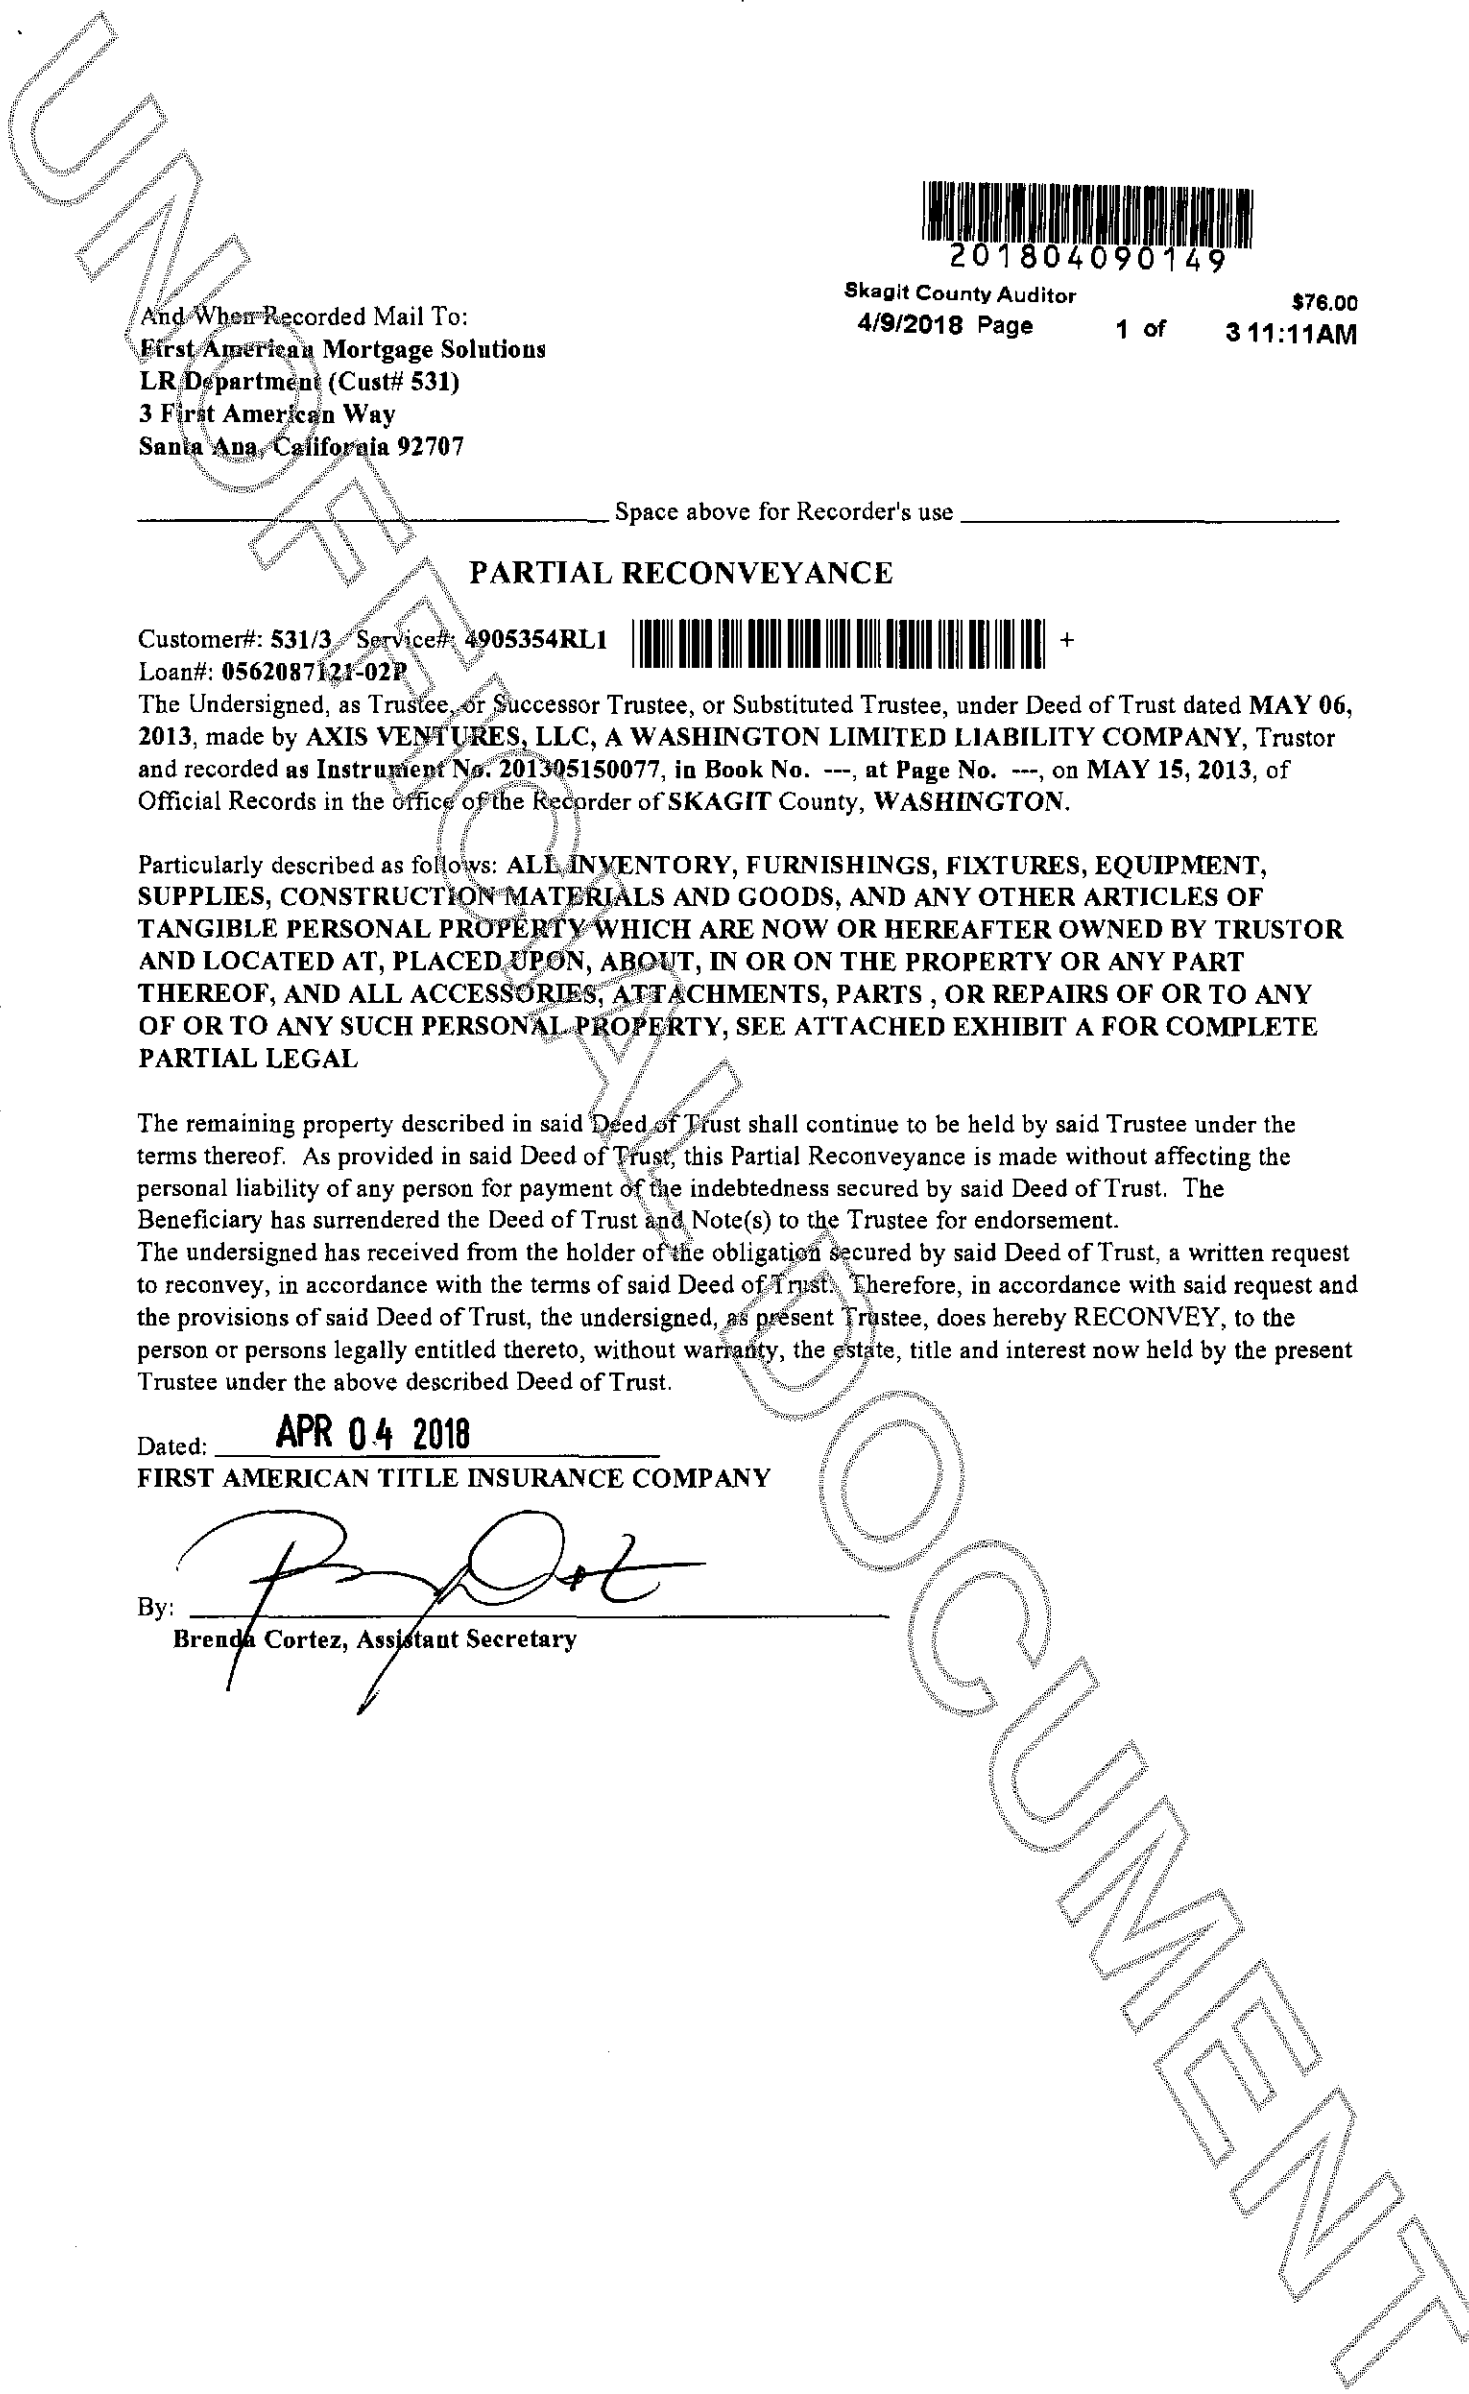 201804090149
Skagit County Auditor $76.00
4/9/2018 Page 1 of 3 11:11AM
And When Recorded Mail To:
First American Mortgage Solutions
LR Department (Cust# 531)
3 First American Way
Santa Ana, California 92707
Space above for Recorder's use
PARTIAL RECONVEYANCE
Customer#: 531/3 Service#: 4905354RL1 +
Loan#: 0562087121-02P
The Undersigned, as Trustee, or Successor Trustee, or Substituted Trustee, under Deed of Trust dated MAY 06,
2013, made by AXIS VENTURES, LLC, A WASHINGTON LIMITED LIABILITY COMPANY, Trustor
and recorded as Instrument No. 201305150077, in Book No. ---, at Page No. ---, on MAY 15, 2013, of
Official Records in the office of the Recorder of SKAGIT County, WASHINGTON.
Particularly described as follows: ALL INVENTORY, FURNISHINGS, FIXTURES, EQUIPMENT,
SUPPLIES, CONSTRUCTION MATERIALS AND GOODS, AND ANY OTHER ARTICLES OF
TANGIBLE PERSONAL PROPERTY WHICH ARE NOW OR HEREAFTER OWNED BY TRUSTOR
AND LOCATED AT, PLACED UPON, ABOUT, IN OR ON THE PROPERTY OR ANY PART
THEREOF, AND ALL ACCESSORIES, ATTACHMENTS, PARTS , OR REPAIRS OF OR TO ANY
OF OR TO ANY SUCH PERSONAL PROPERTY, SEE ATTACHED EXHIBIT A FOR COMPLETE
PARTIAL LEGAL
The remaining property described in said Deed of Trust shall continue to be held by said Trustee under the
terms thereof. As provided in said Deed of Trust, this Partial Reconveyance is made without affecting the
personal liability of any person for payment of the indebtedness secured by said Deed of Trust. The
Beneficiary has surrendered the Deed of Trust and Note(s) to the Trustee for endorsement.
The undersigned has received from the holder of the obligation secured by said Deed of Trust, a written request
to reconvey, in accordance with the terms of said Deed of Trust. Therefore, in accordance with said request and
the provisions of said Deed of Trust, the undersigned, as present Trustee, does hereby RECONVEY, to the
person or persons legally entitled thereto, without warranty, the estate, title and interest now held by the present
Trustee under the above described Deed of Trust.
Dated: APR 04 2018
FIRST AMERICAN TITLE INSURANCE COMPANY
By:
Brenda Cortez, Assistant Secretary
UNOFFICIAL DOCUMENT